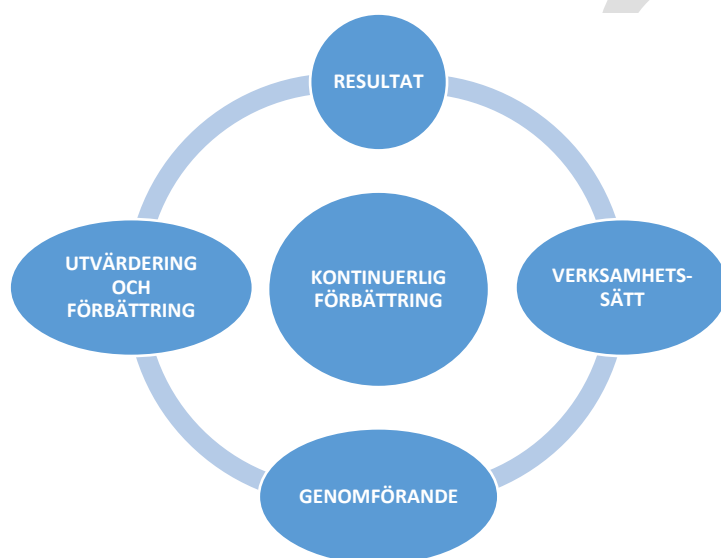 RESULTAT
UTVÄRDERING
OCH
FÖRBÄTTRING
KONTINUERLIG
FÖRBÄTTRING
VERKSAMHETS-
SÄTT
GENOMFÖRANDE